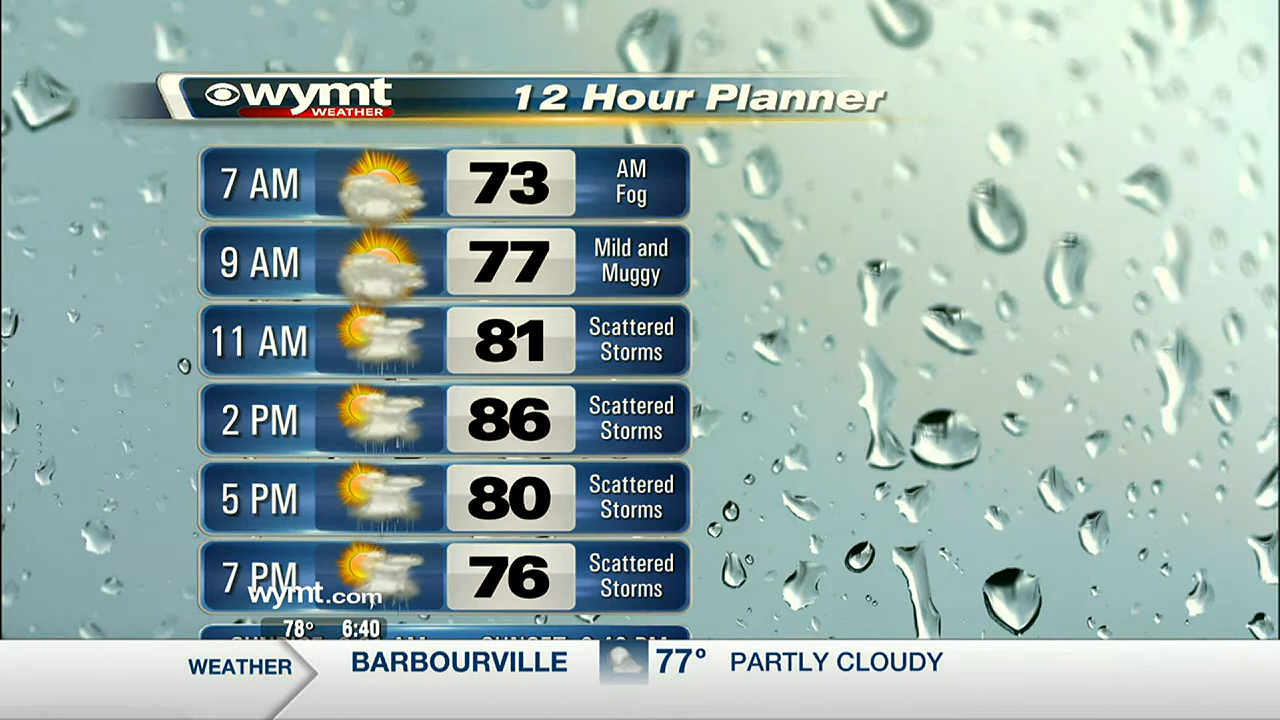 wymt
WEATHER
12 Hour Planner
7 AM 73 AM Fog
9 AM 77 Mild and Muggy
11 AM 81 Scattered Storms
2 PM 86 Scattered Storms
5 PM 80 Scattered Storms
7 PM 76 Scattered Storms
wymt.com
78° 6:40
WEATHER BARBOURVILLE 77° PARTLY CLOUDY